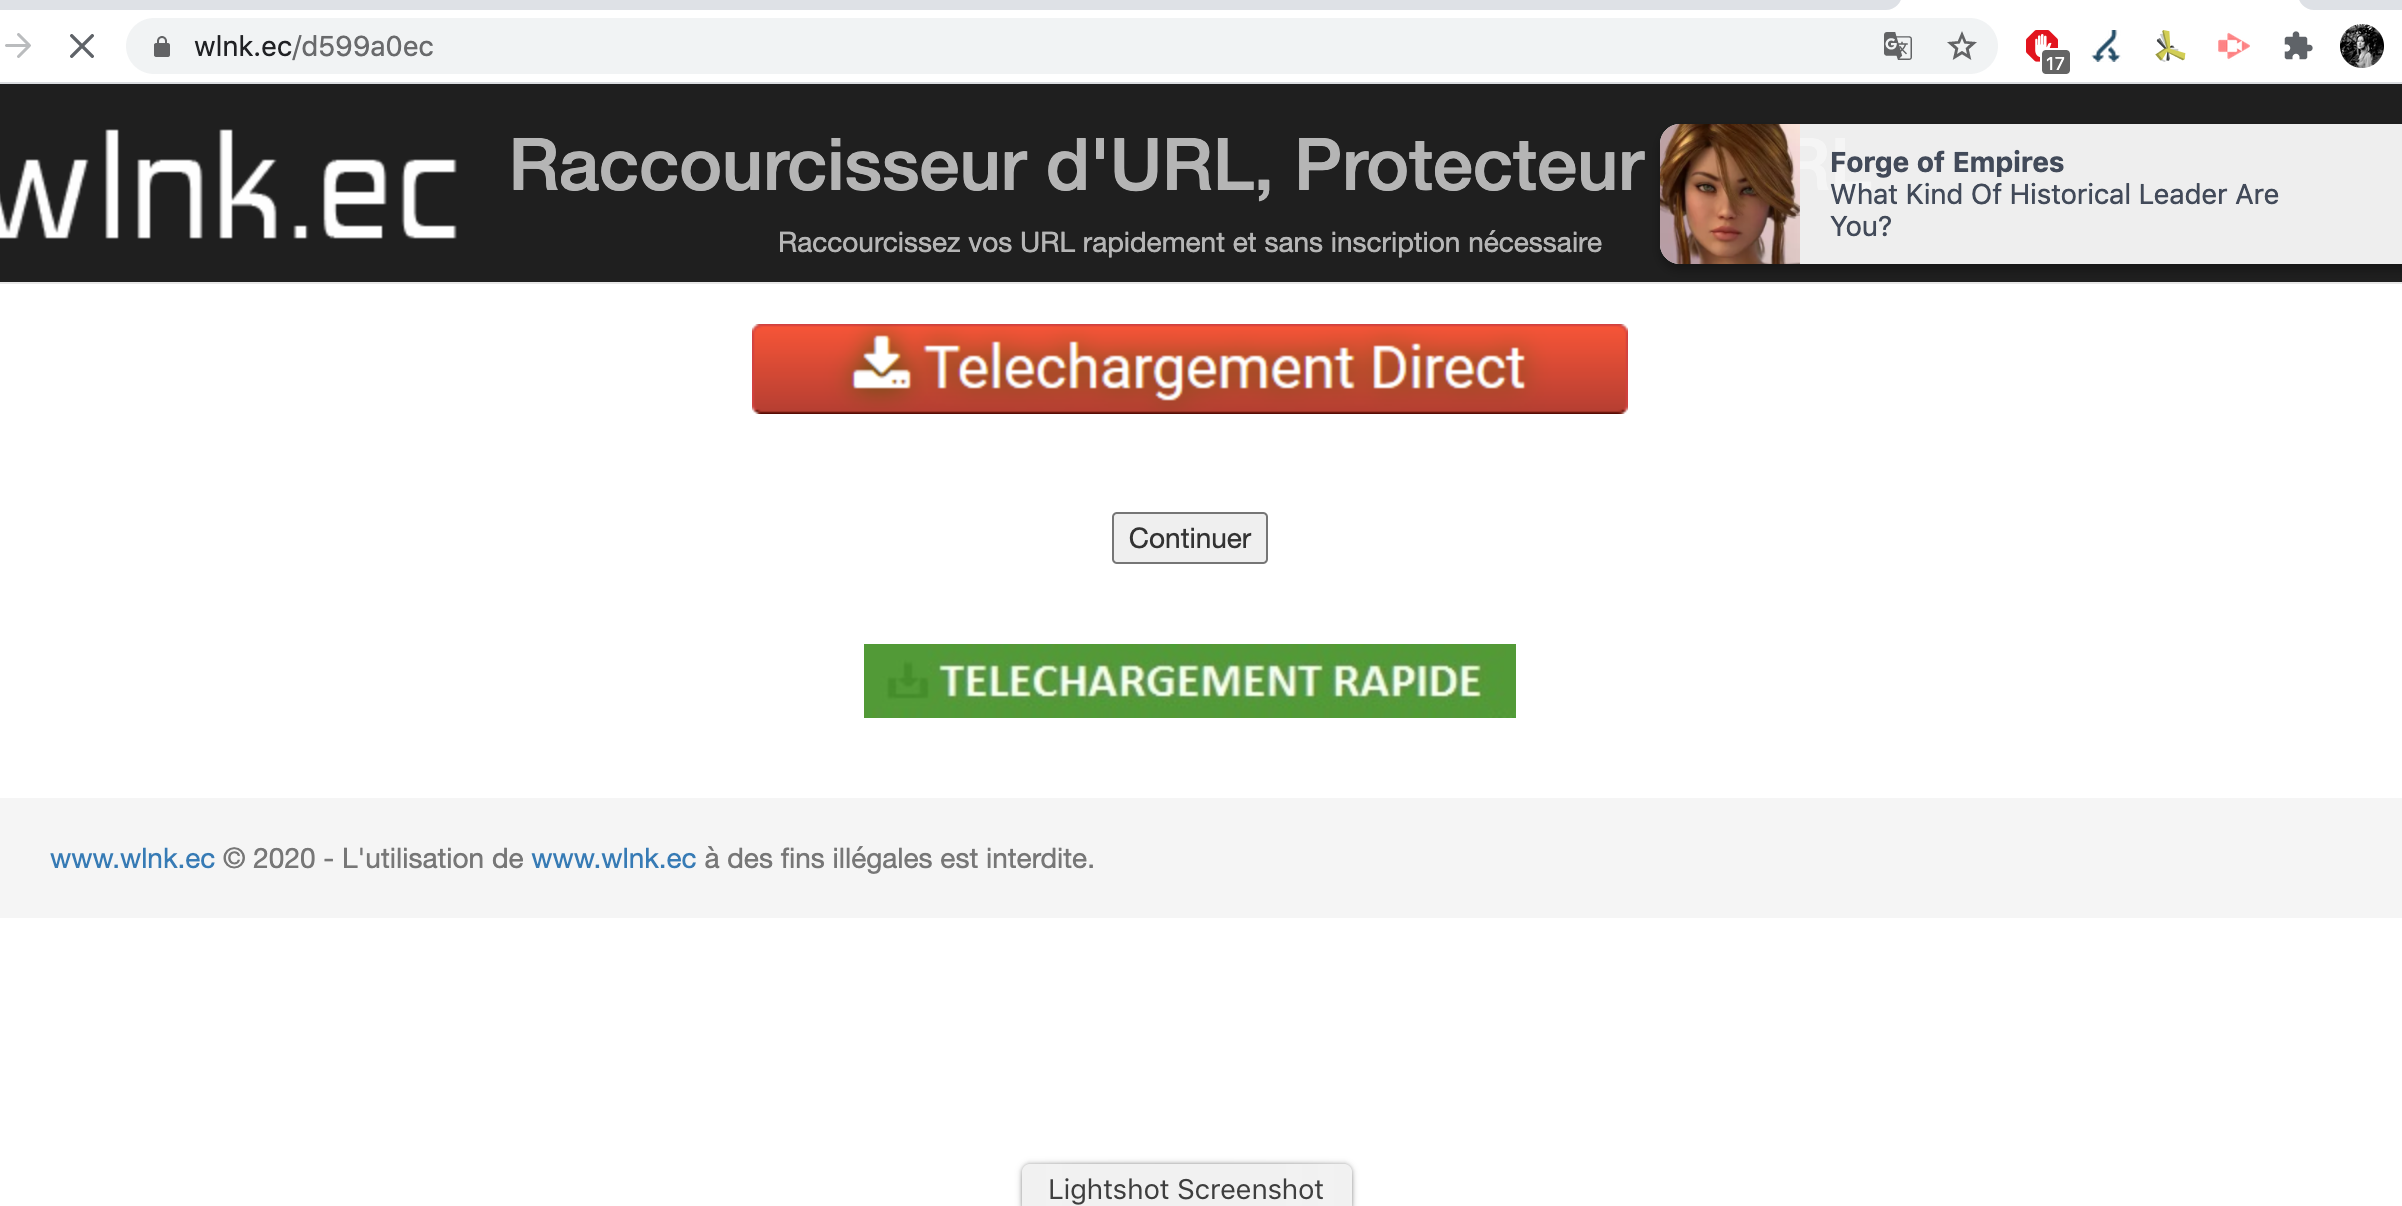 wlnk.ec/d599a0ec
17
wlnk.ec
Raccourcisseur d'URL, Protecteur
Raccourcissez vos URL rapidement et sans inscription nécessaire
Forge of Empires
What Kind Of Historical Leader Are
You?
Telechargement Direct
Continuer
TELECHARGEMENT RAPIDE
www.wlnk.ec © 2020 - L'utilisation de www.wlnk.ec à des fins illégales est interdite.
Lightshot Screenshot